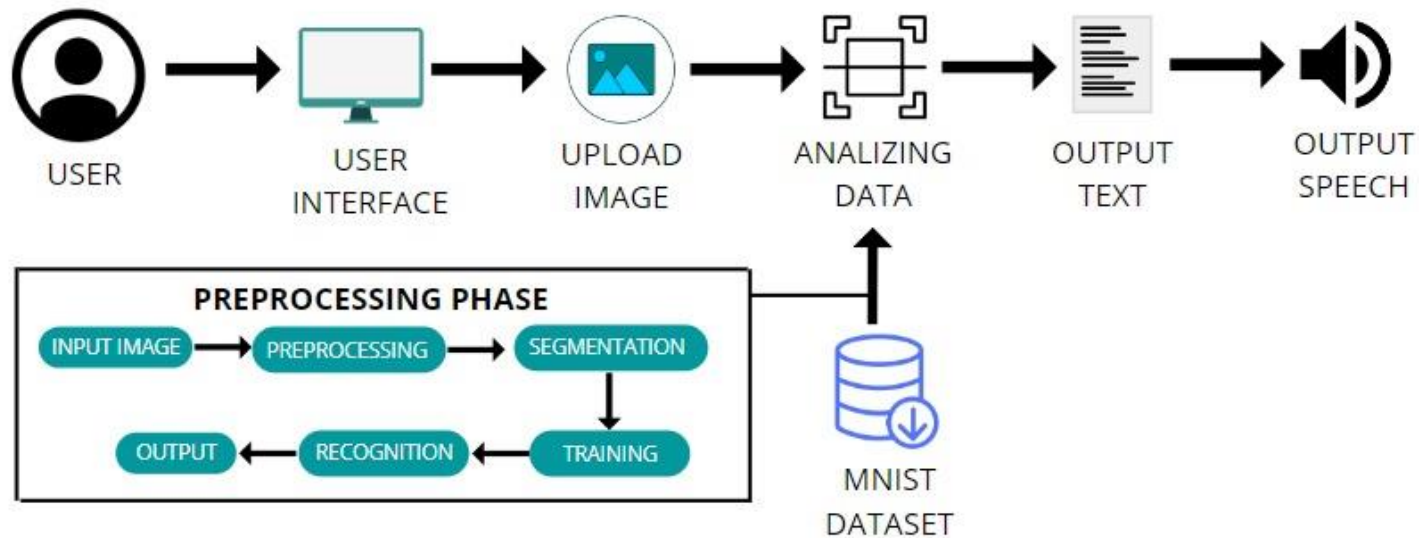 USER
USER
INTERFACE
UPLOAD
IMAGE
ANALIZING
DATA
OUTPUT
TEXT
OUTPUT
SPEECH
PREPROCESSING PHASE
INPUT IMAGE
PREPROCESSING
SEGMENTATION
OUTPUT
RECOGNITION
TRAINING
MNIST
DATASET